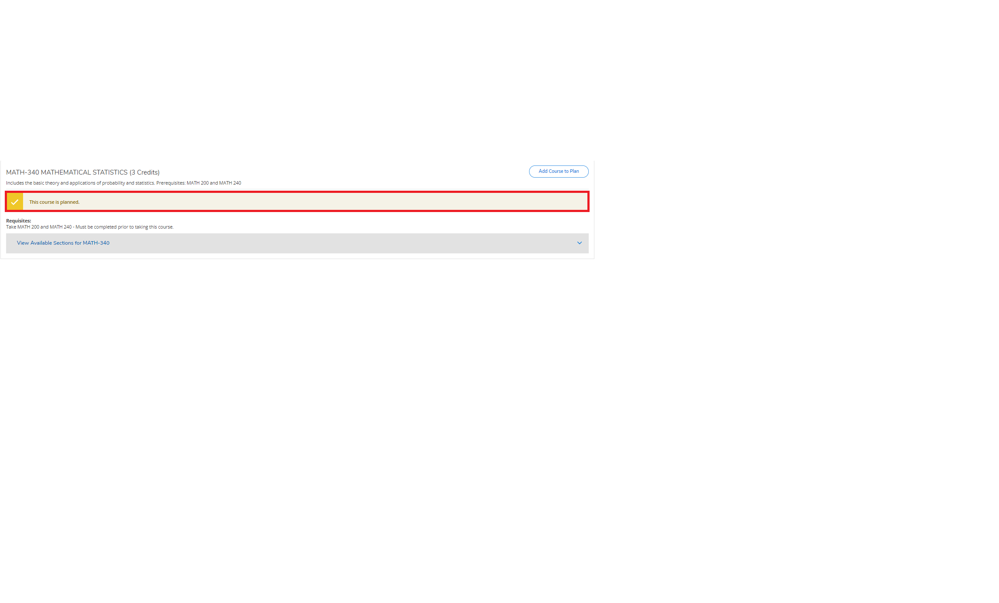 MATH-340 MATHEMATICAL STATISTICS (3 Credits)
Add Course to Plan
Includes the basic theory and applications of probability and statistics. Prerequisites: MATH 200 and MATH 240
This course is planned.
Requisites:
Take MATH 200 and MATH 240 - Must be completed prior to taking this course.
View Available Sections for MATH-340